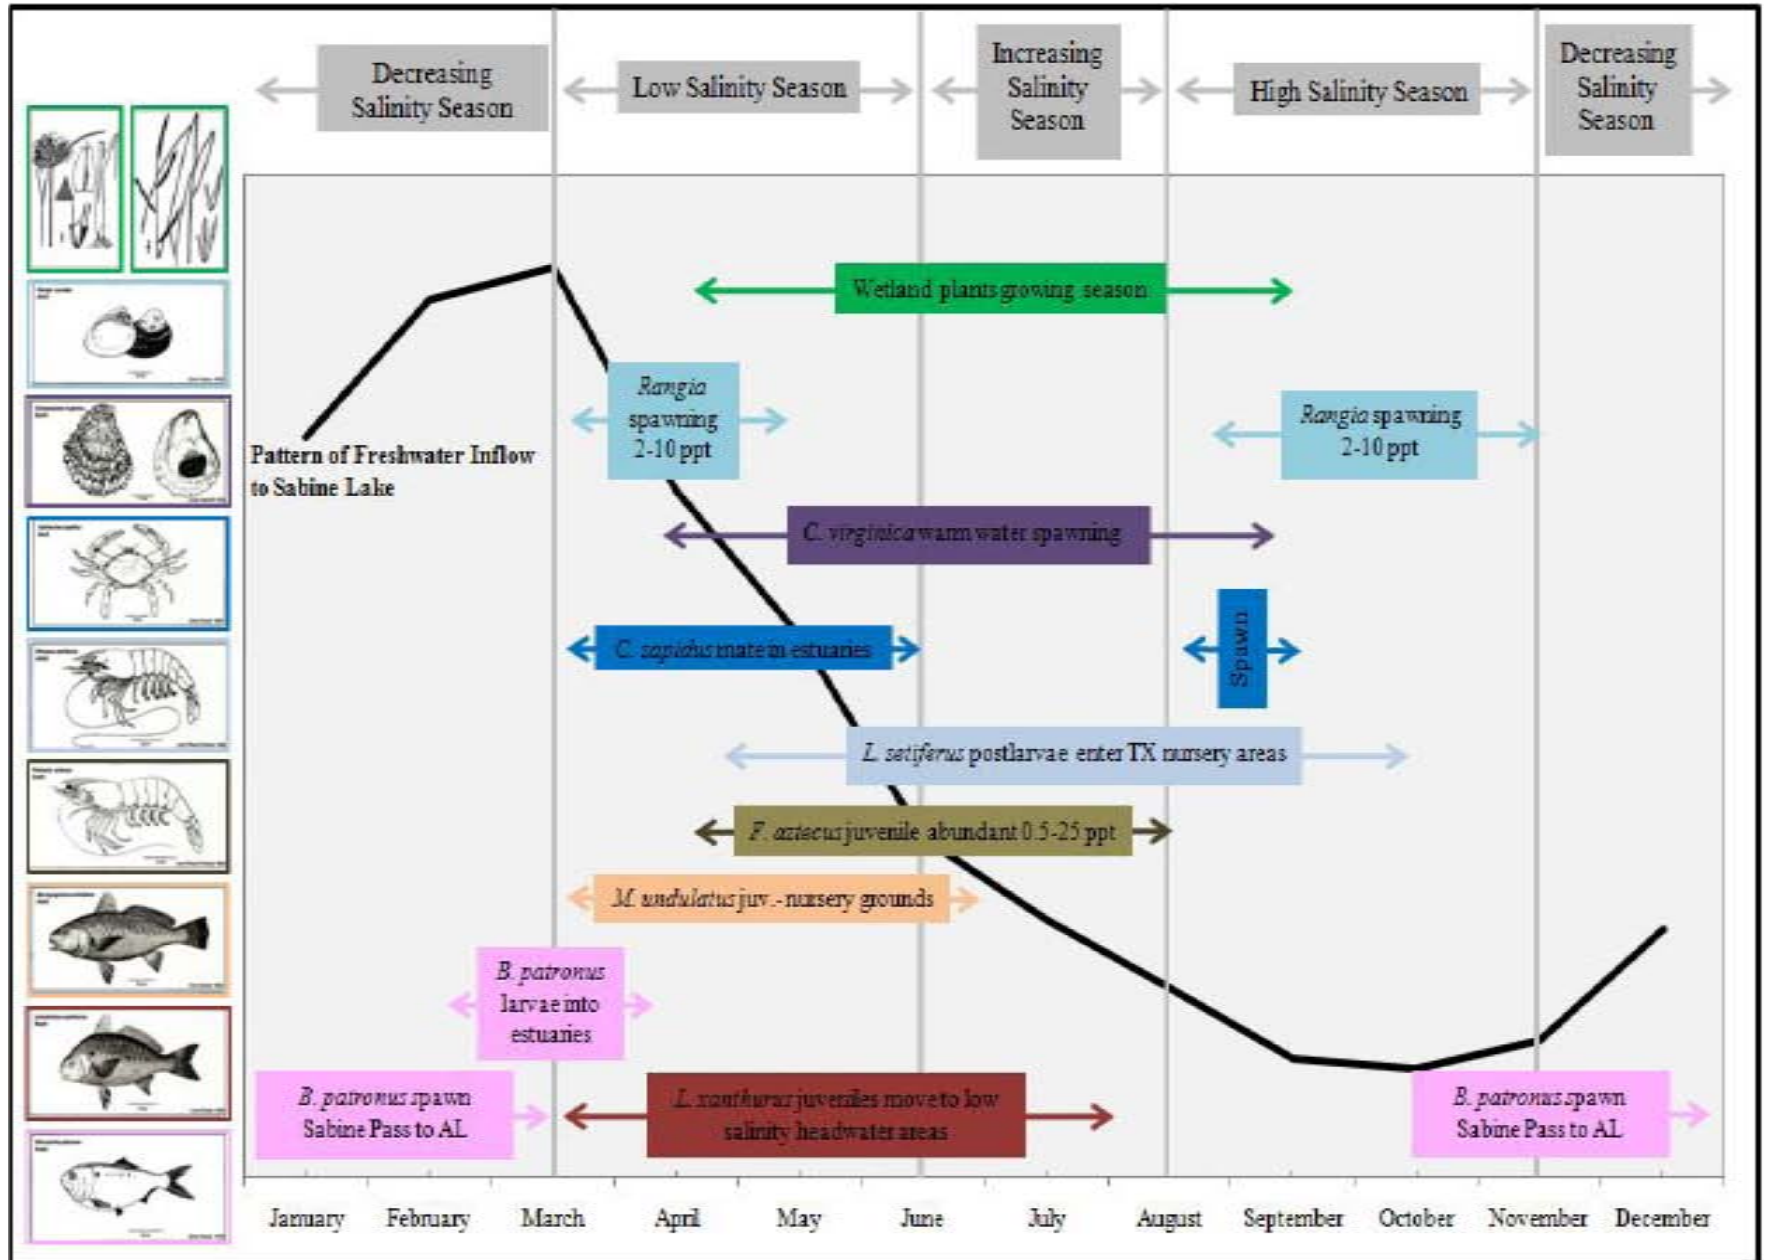 Decreasing
Salinity Season
Low Salinity Season
Increasing
Salinity
Season
High Salinity Season
Decreasing
Salinity
Season
Wetland plants growing season
Rangia
spawning
2-10 ppt
Rangia spawning
2-10 ppt
Pattern of Freshwater Inflow
to Sabine Lake
C. virginica warm water spawning
C. sapidus mate in estuaries
Spawn
L. setiferus postlarvae enter TX nursery areas
F. aztecus juvenile abundant 0.5-25 ppt
M. undulatus juv.- nursery grounds
B. patronus
larvae into
estuaries
B. patronus spawn
Sabine Pass to AL
L. xanthurus juveniles move to low
salinity headwater areas
B. patronus spawn
Sabine Pass to AL
January February March April May June July August September October November December